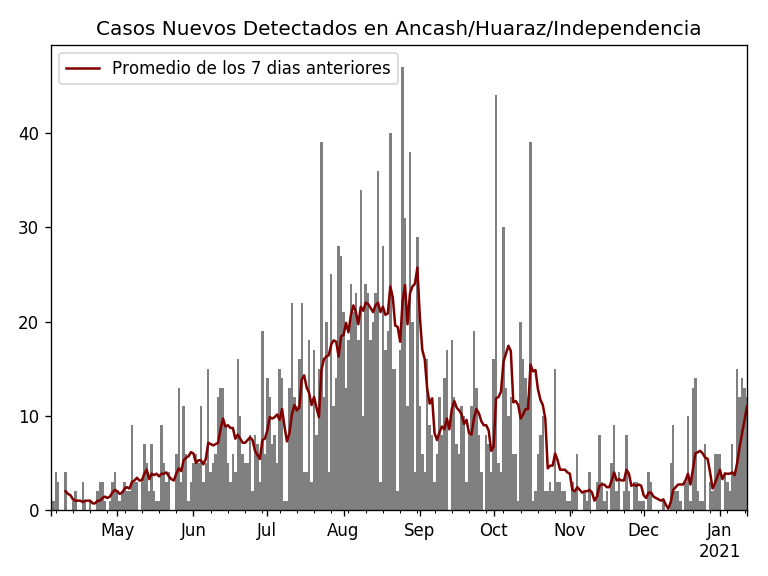 Casos Nuevos Detectados en Ancash/Huaraz/Independencia
Promedio de los 7 dias anteriores
40
30
20
10
0
May Jun Jul Aug Sep Oct Nov Dec Jan
2021